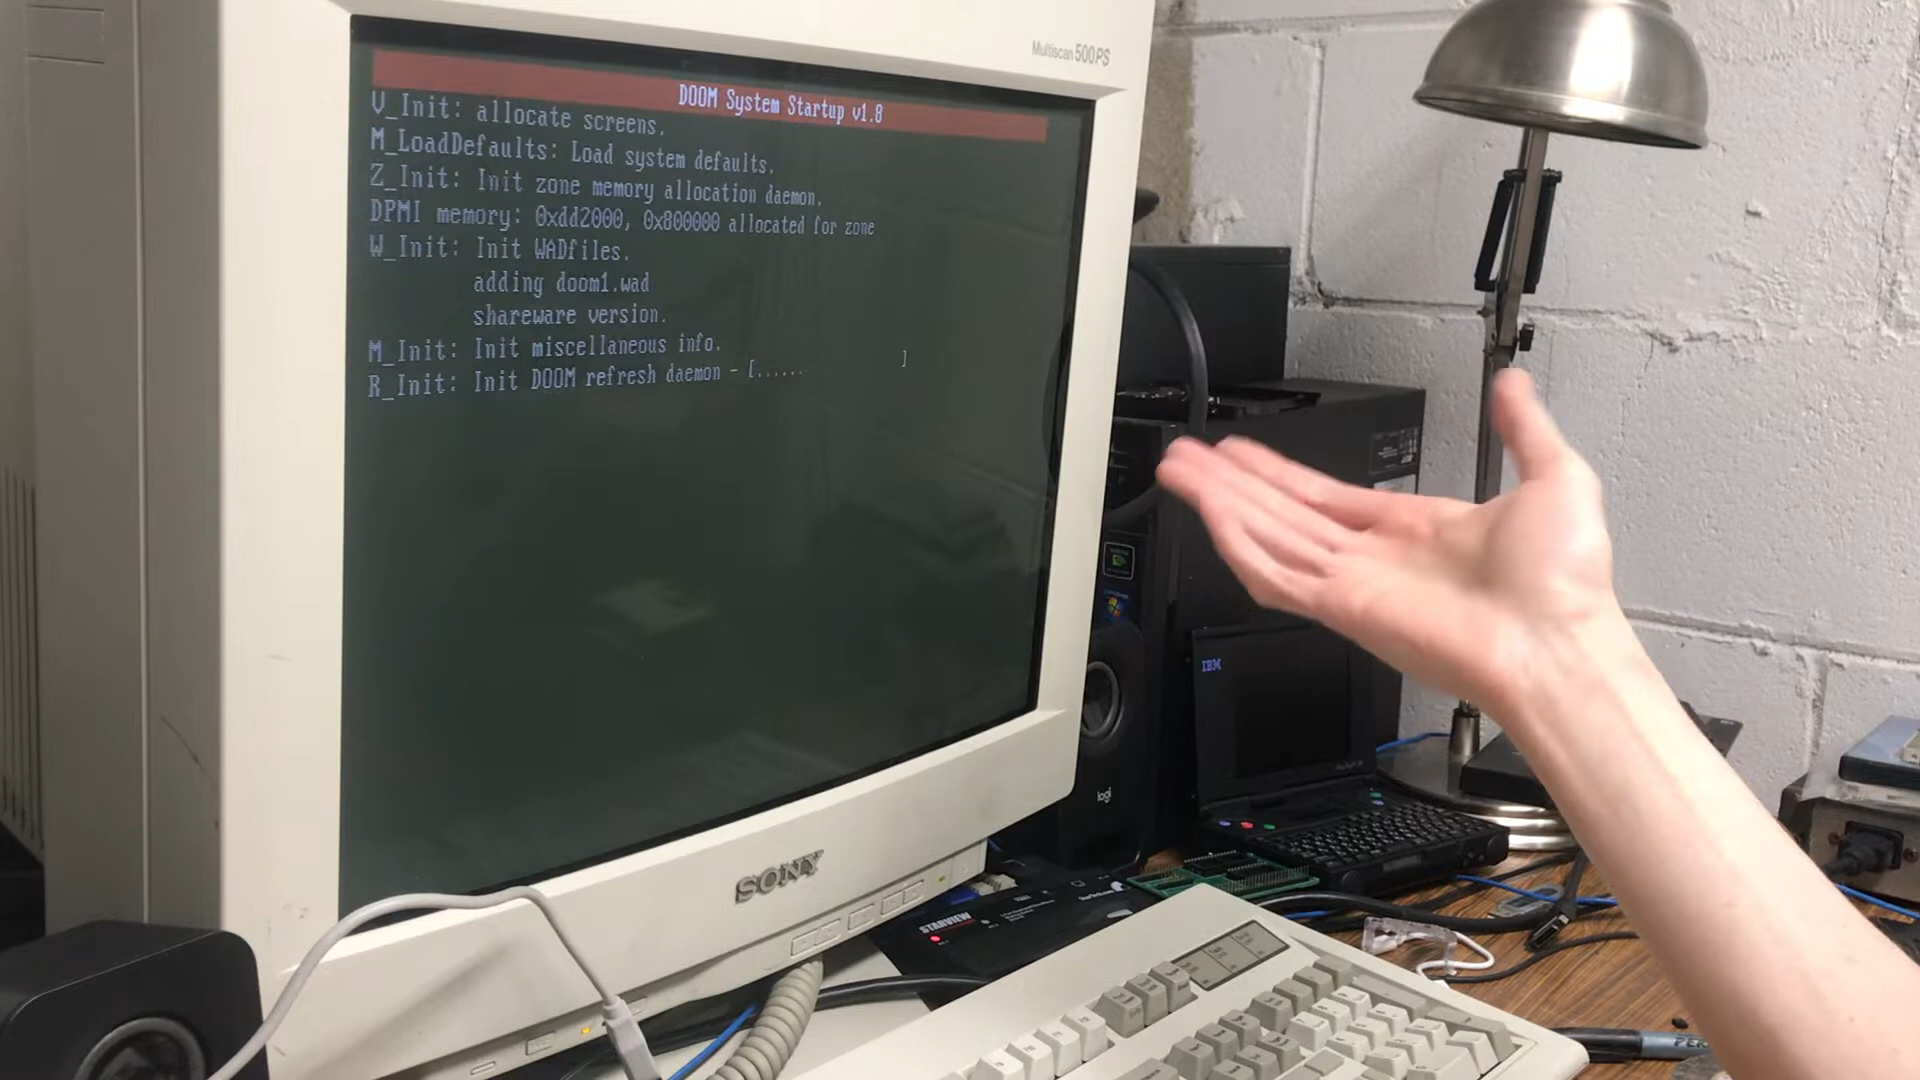 Multiscan 500PS
DOOM System Startup v1.8
V_Init: allocate screens.
M_LoadDefaults: Load system defaults.
Z_Init: Init zone memory allocation daemon.
DPMI memory: 0xdd2000, 0x800000 allocated for zone
W_Init: Init WADfiles.
adding doom1.wad
shareware version.
M_Init: Init miscellaneous info.
R_Init: Init DOOM refresh daemon - [...... ]
IBM
logi
SONY
STARVIEW